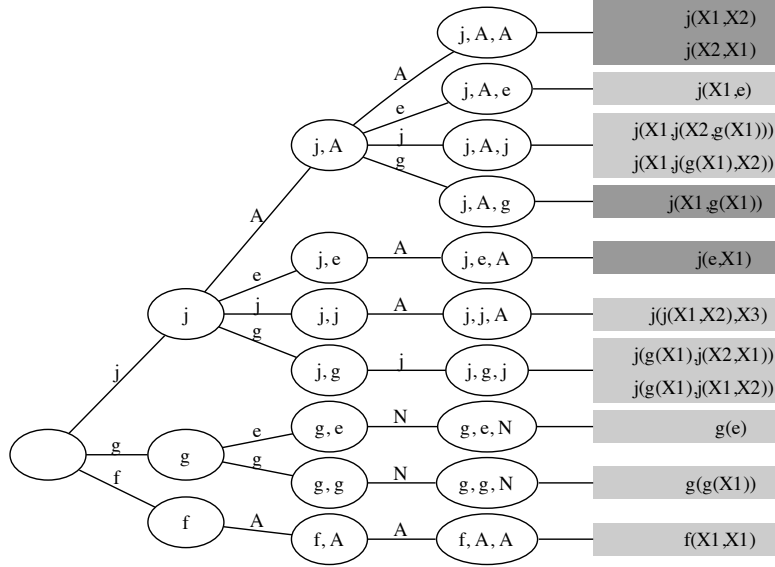 j, A, A
j(X1,X2)
j(X2,X1)
A
e
j, A, e
j(X1,e)
j, A
j
j, A, j
j(X1,j(X2,g(X1)))
j(X1,j(g(X1),X2))
g
j, A, g
j(X1,g(X1))
A
j, e
A
j, e, A
j(e,X1)
e
j
j
j, j
A
j, j, A
j(j(X1,X2),X3)
g
j, g
j
j, g, j
j(g(X1),j(X2,X1))
j(g(X1),j(X1,X2))
j
g
g
e
g, e
N
g, e, N
g(e)
g
g, g
N
g, g, N
g(g(X1))
f
f
A
f, A
A
f, A, A
f(X1,X1)